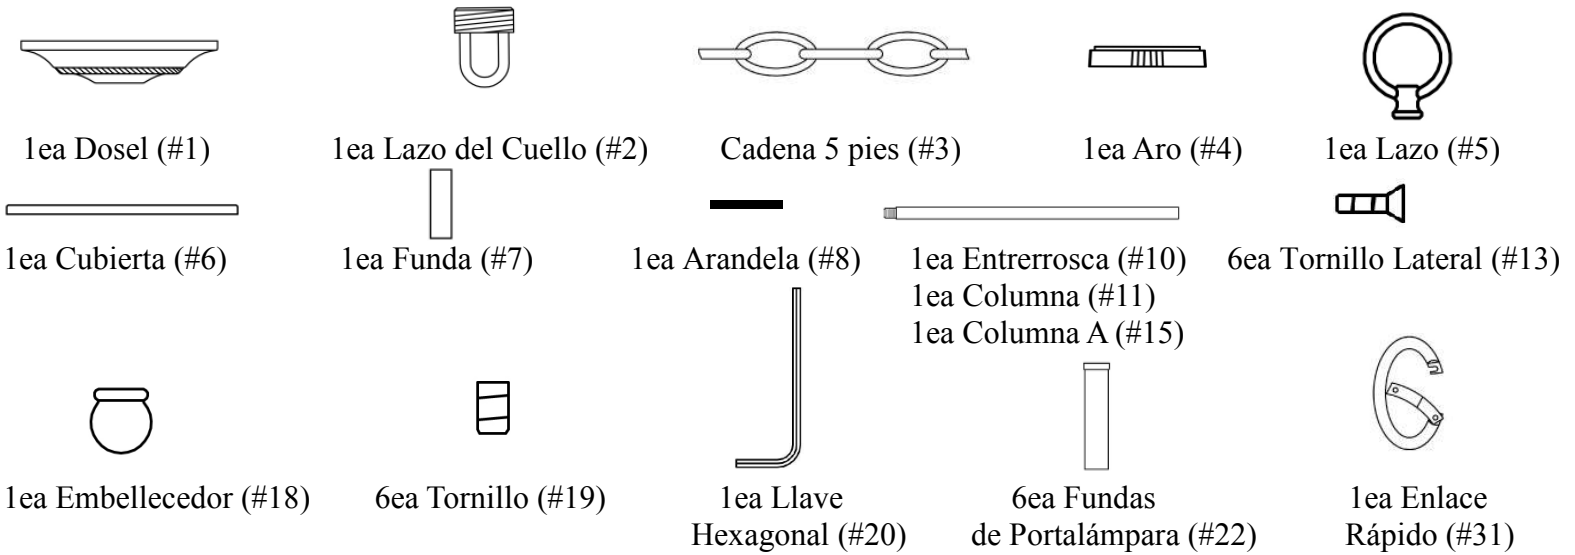 1ea Dosel (#1) 1ea Lazo del Cuello (#2) Cadena 5 pies (#3) 1ea Aro (#4) 1ea Lazo (#5)
1ea Cubierta (#6) 1ea Funda (#7) 1ea Arandela (#8) 1ea Entrerrosca (#10) 6ea Tornillo Lateral (#13)
1ea Columna (#11)
1ea Columna A (#15)
1ea Embellecedor (#18) 6ea Tornillo (#19) 1ea Llave 6ea Fundas 1ea Enlace
Hexagonal (#20) de Portalámpara (#22) Rápido (#31)